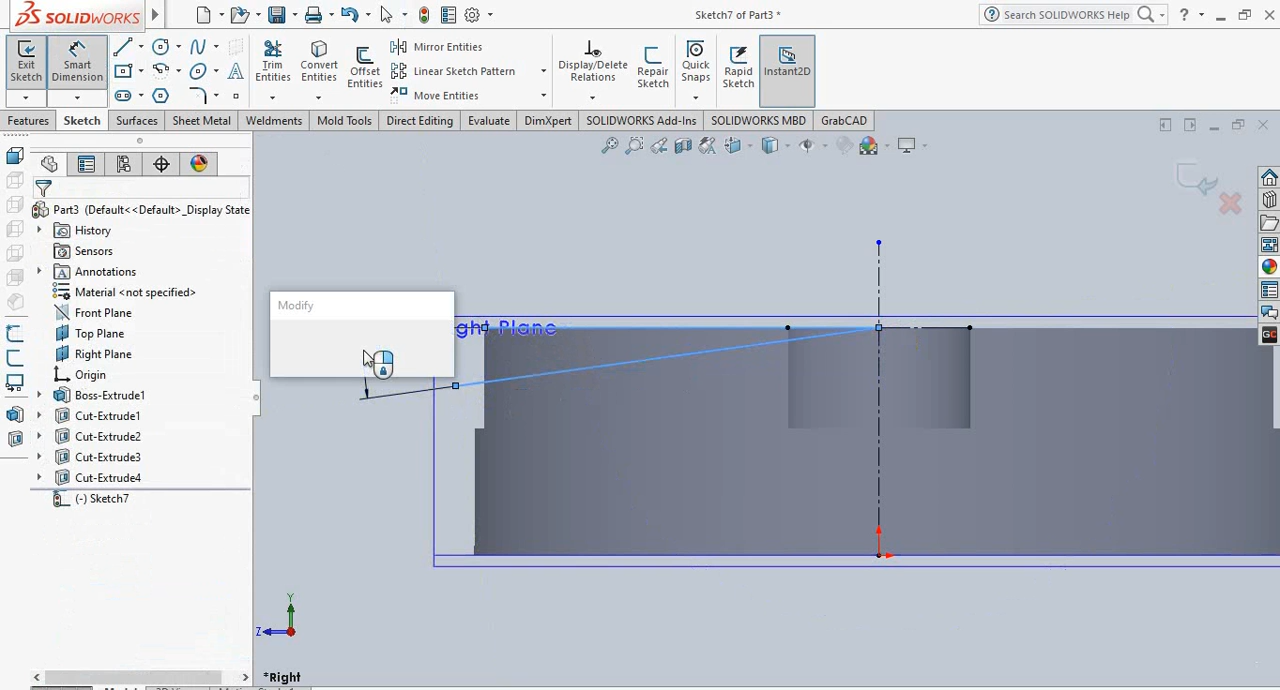 SOLIDWORKS
Sketch7 of Part3 *
Search SOLIDWORKS Help
?
Exit Sketch
Smart Dimension
Trim Entities
Convert Entities
Offset Entities
Mirror Entities
Linear Sketch Pattern
Move Entities
Display/Delete Relations
Repair Sketch
Quick Snaps
Rapid Sketch
Instant2D
Features
Sketch
Surfaces
Sheet Metal
Weldments
Mold Tools
Direct Editing
Evaluate
DimXpert
SOLIDWORKS Add-Ins
SOLIDWORKS MBD
GrabCAD
Part3 (Default<<Default>_Display State
History
Sensors
Annotations
Material <not specified>
Front Plane
Top Plane
Right Plane
Origin
Boss-Extrude1
Cut-Extrude1
Cut-Extrude2
Cut-Extrude3
Cut-Extrude4
(-) Sketch7
Modify
ght Plane
Y
Z
*Right
GC